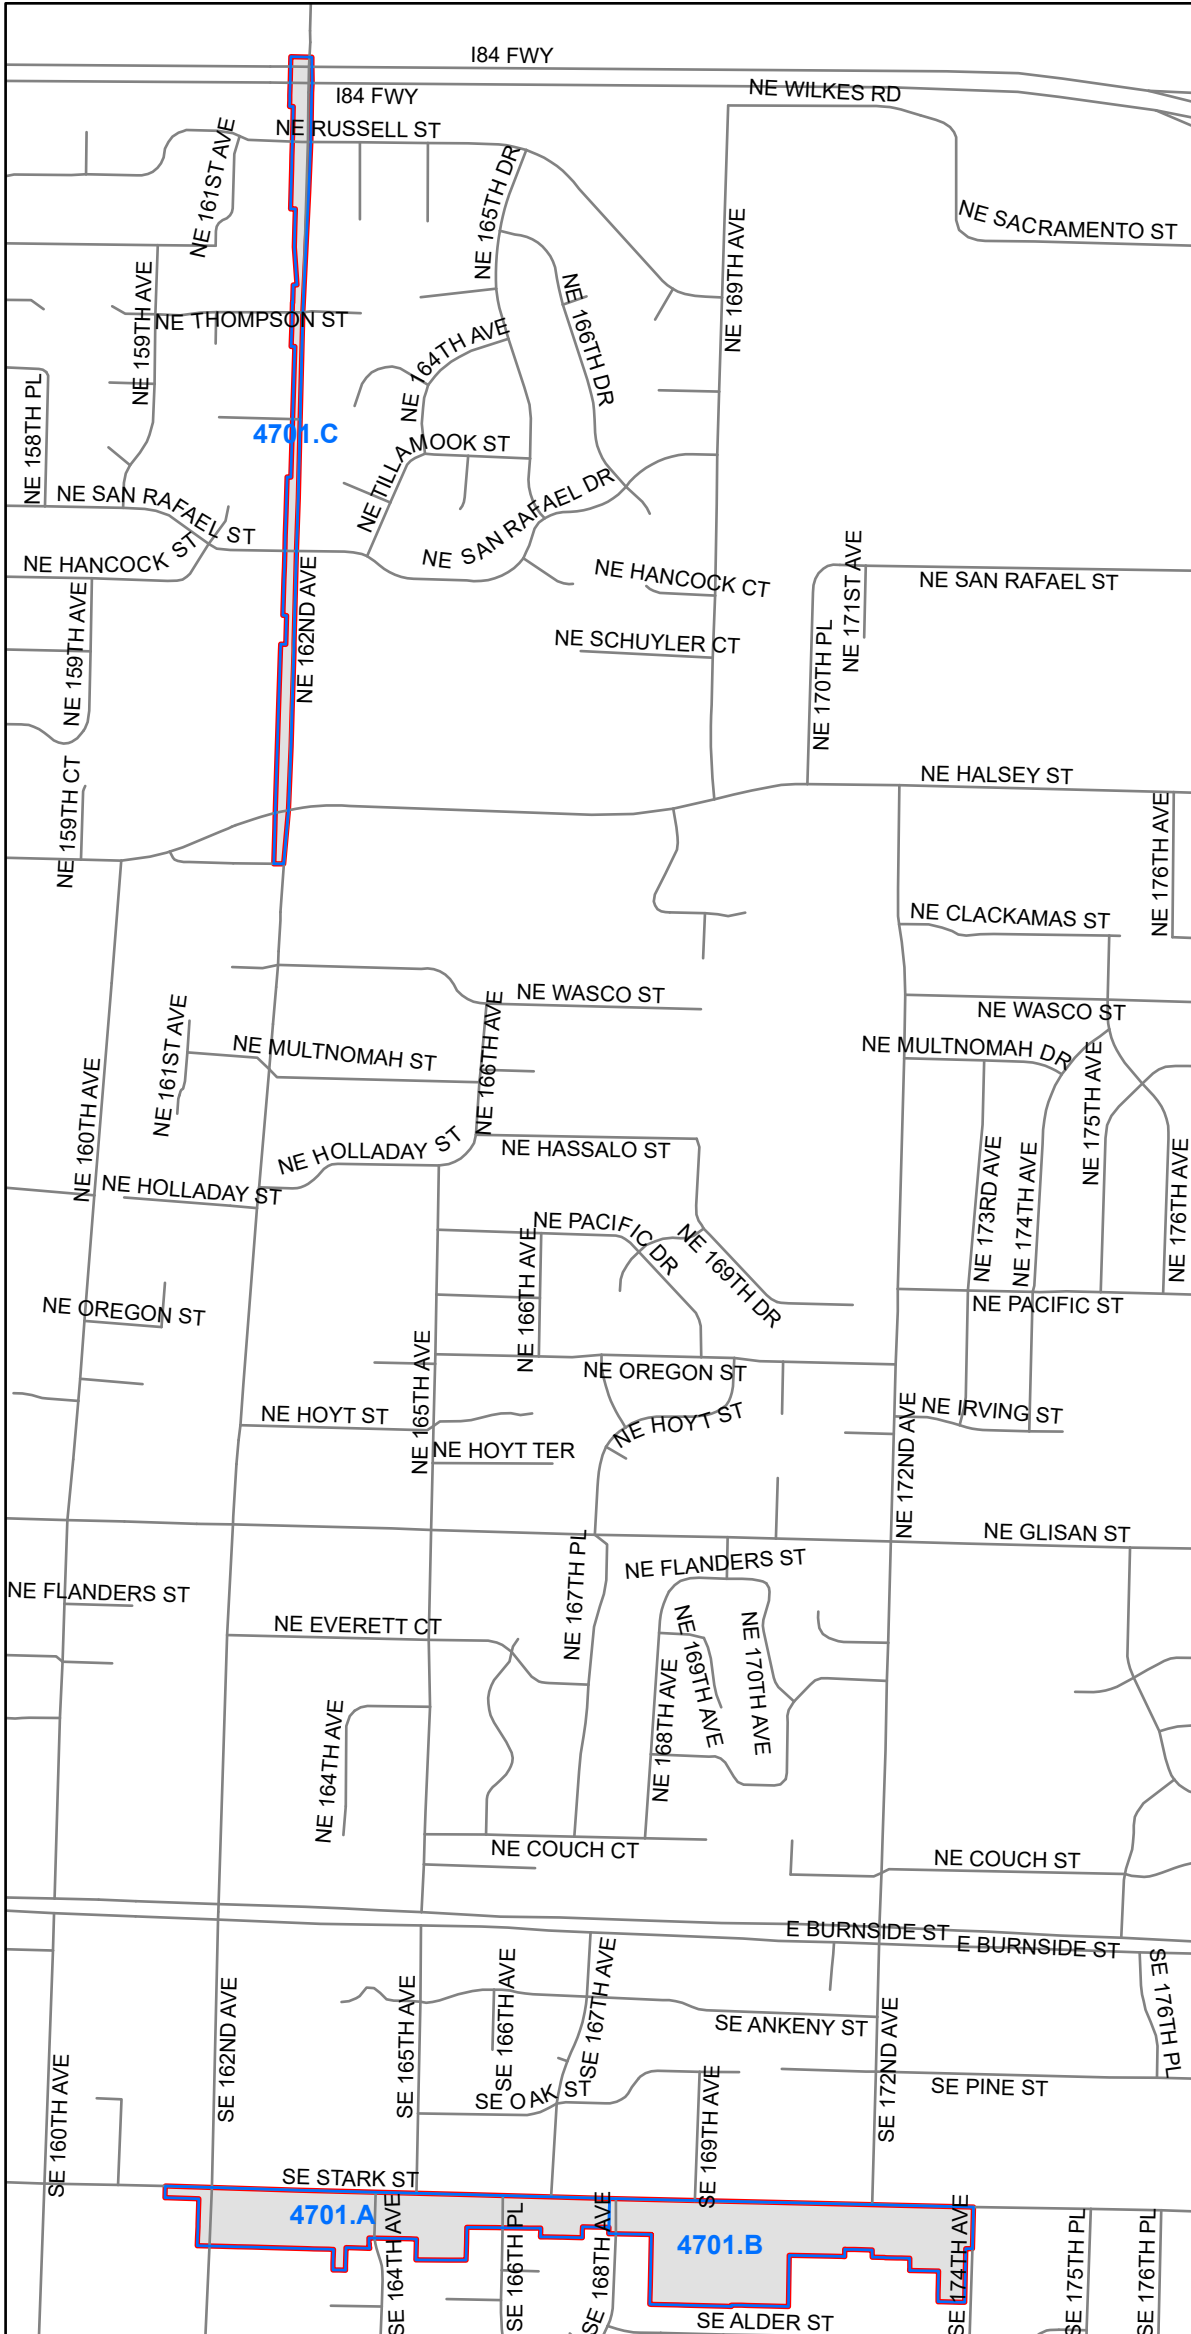 I84 FWY
I84 FWY
NE WILKES RD
NE RUSSELL ST
NE 161ST AVE
NE 165TH DR
NE 169TH AVE
NE SACRAMENTO ST
NE 159TH AVE
NE THOMPSON ST
NE 166TH DR
NE 164TH AVE
NE 158TH PL
4701.C
NE TILLAMOOK ST
NE SAN RAFAEL ST
NE SAN RAFAEL DR
NE HANCOCK ST
NE 162ND AVE
NE HANCOCK CT
NE 171ST AVE
NE SAN RAFAEL ST
NE 159TH AVE
NE SCHUYLER CT
NE 170TH PL
NE 159TH CT
NE HALSEY ST
NE 176TH AVE
NE CLACKAMAS ST
NE WASCO ST
NE WASCO ST
NE 161ST AVE
NE MULTNOMAH ST
NE 166TH AVE
NE MULTNOMAH DR
NE 175TH AVE
NE 160TH AVE
NE HOLLADAY ST
NE HASSALO ST
NE HOLLADAY ST
NE 173RD AVE
NE 174TH AVE
NE 176TH AVE
NE PACIFIC DR
NE 169TH DR
NE 166TH AVE
NE OREGON ST
NE PACIFIC ST
NE 165TH AVE
NE OREGON ST
NE HOYT ST
NE HOYT ST
NE 172ND AVE
NE IRVING ST
NE HOYT TER
NE GLISAN ST
NE FLANDERS ST
NE 167TH PL
NE FLANDERS ST
NE EVERETT CT
NE 169TH AVE
NE 170TH AVE
NE 168TH AVE
NE 164TH AVE
NE COUCH CT
NE COUCH ST
E BURNSIDE ST
E BURNSIDE ST
SE 162ND AVE
SE 165TH AVE
SE 166TH AVE
SE 167TH AVE
SE 176TH PL
SE ANKENY ST
SE 172ND AVE
SE 160TH AVE
SE OAK ST
SE 169TH AVE
SE PINE ST
SE STARK ST
4701.A
SE 164TH AVE
SE 166TH PL
SE 168TH AVE
4701.B
SE 174TH AVE
SE 175TH PL
SE 176TH PL
SE ALDER ST